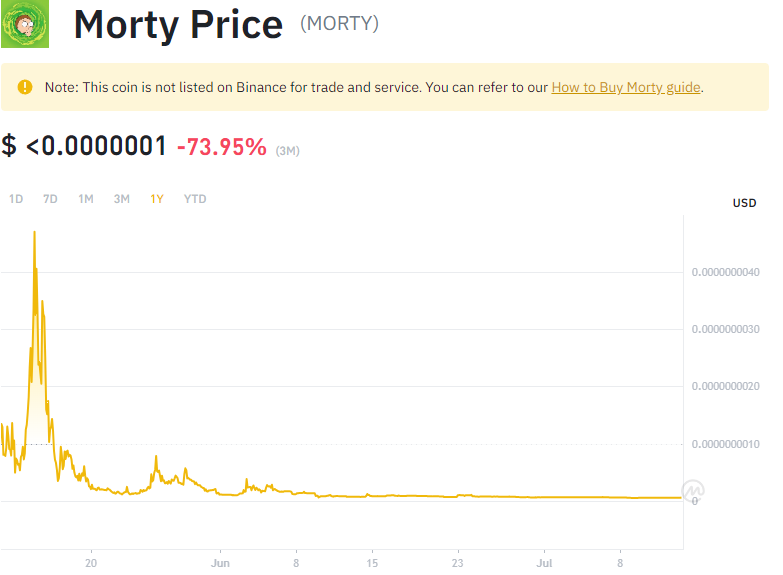 Morty Price (MORTY)
Note: This coin is not listed on Binance for trade and service. You can refer to our How to Buy Morty guide.
$ <0.0000001 -73.95% (3M)
1D 7D 1M 3M 1Y YTD
USD
0.0000000040
0.0000000030
0.0000000020
0.0000000010
0
20 Jun 8 15 23 Jul 8